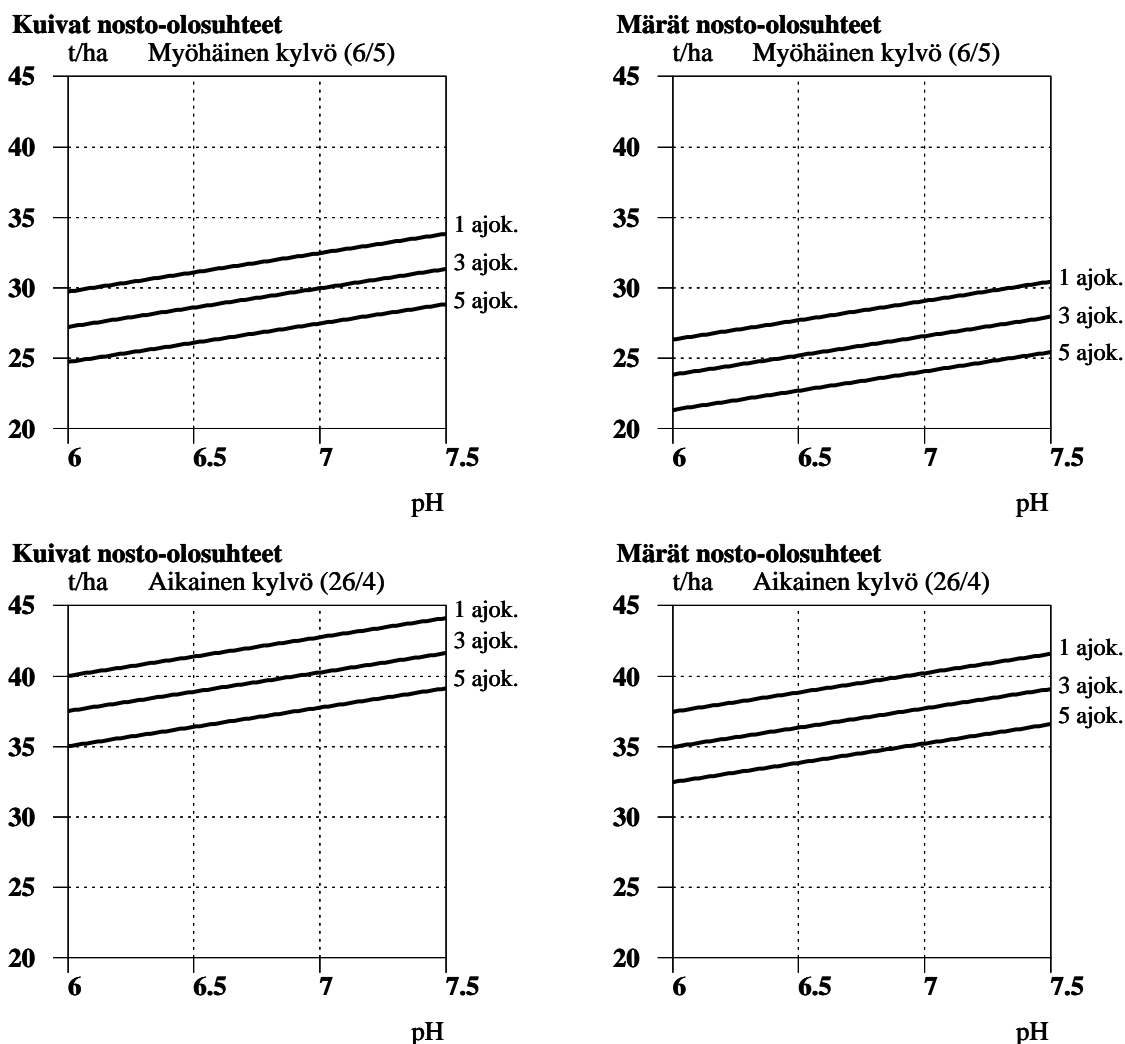 Kuivat nosto-olosuhteet
t/ha Myöhäinen kylvö (6/5)
45
40
35
30
25
20
1 ajok.
3 ajok.
5 ajok.
6 6.5 7 7.5
pH
Märät nosto-olosuhteet
t/ha Myöhäinen kylvö (6/5)
45
40
35
30
25
20
1 ajok.
3 ajok.
5 ajok.
6 6.5 7 7.5
pH
Kuivat nosto-olosuhteet
t/ha Aikainen kylvö (26/4)
45
40
35
30
25
20
1 ajok.
3 ajok.
5 ajok.
6 6.5 7 7.5
pH
Märät nosto-olosuhteet
t/ha Aikainen kylvö (26/4)
45
40
35
30
25
20
1 ajok.
3 ajok.
5 ajok.
6 6.5 7 7.5
pH